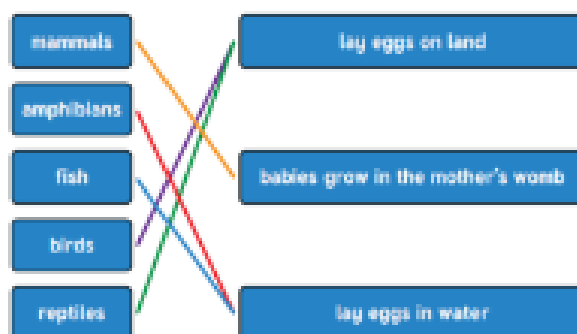 mammals
lay eggs on land
amphibians
fish
babies grow in the mother's womb
birds
reptiles
lay eggs in water